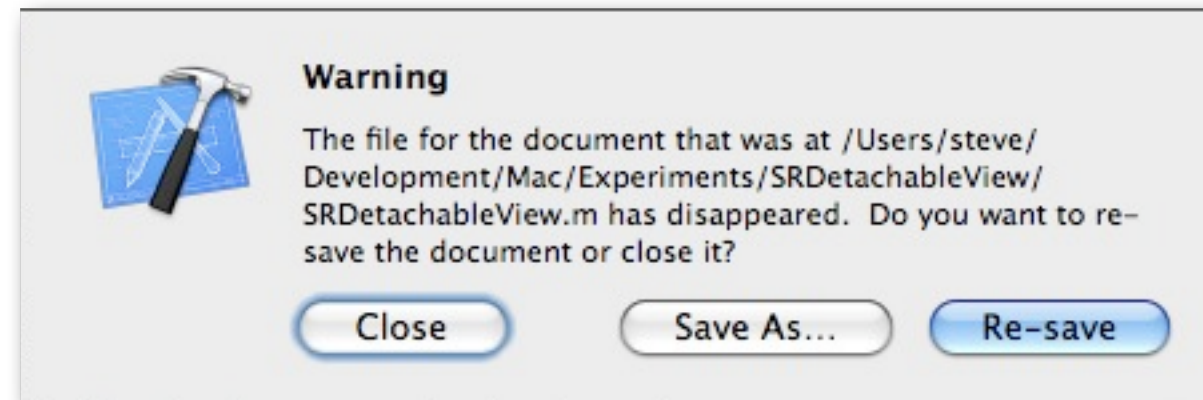 Warning
The file for the document that was at /Users/steve/
Development/Mac/Experiments/SRDetachableView/
SRDetachableView.m has disappeared.  Do you want to re-
save the document or close it?
Close
Save As...
Re-save